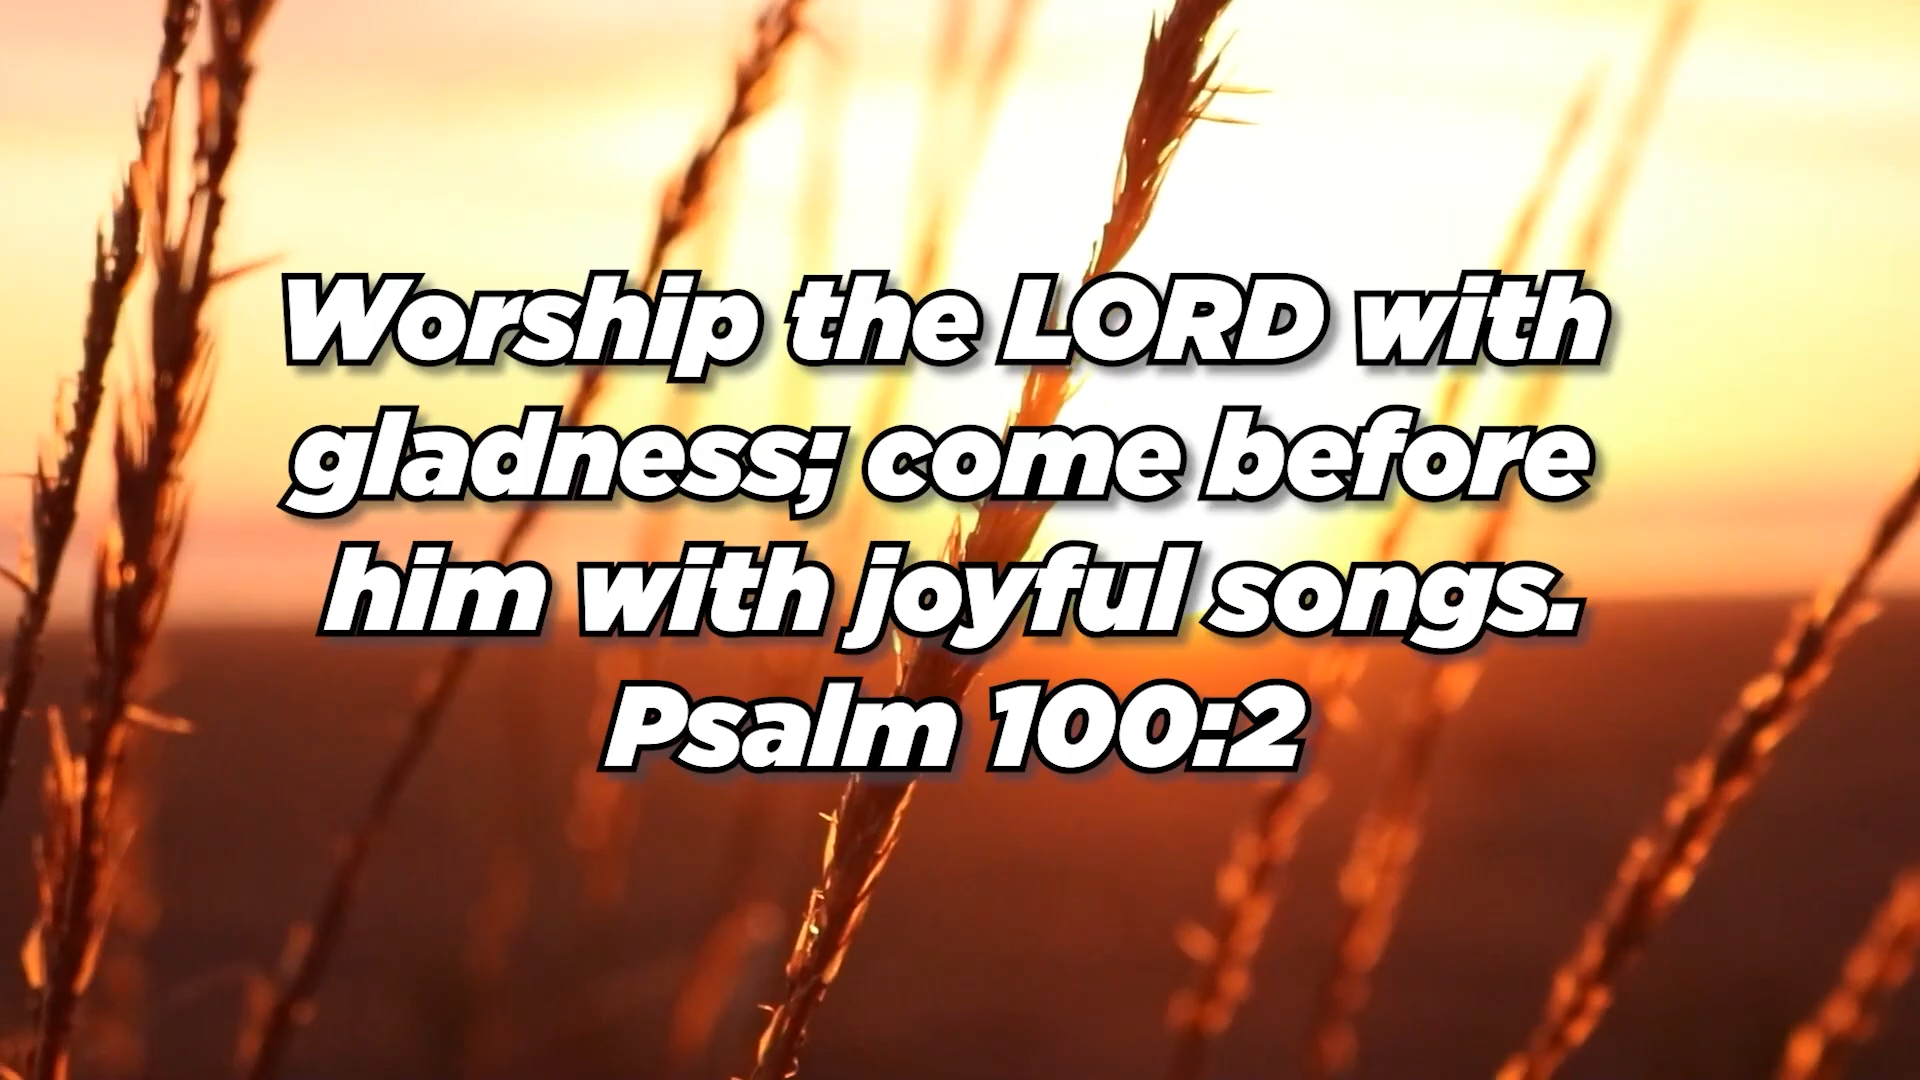 Worship the LORD with
gladness; come before
him with joyful songs.
Psalm 100:2